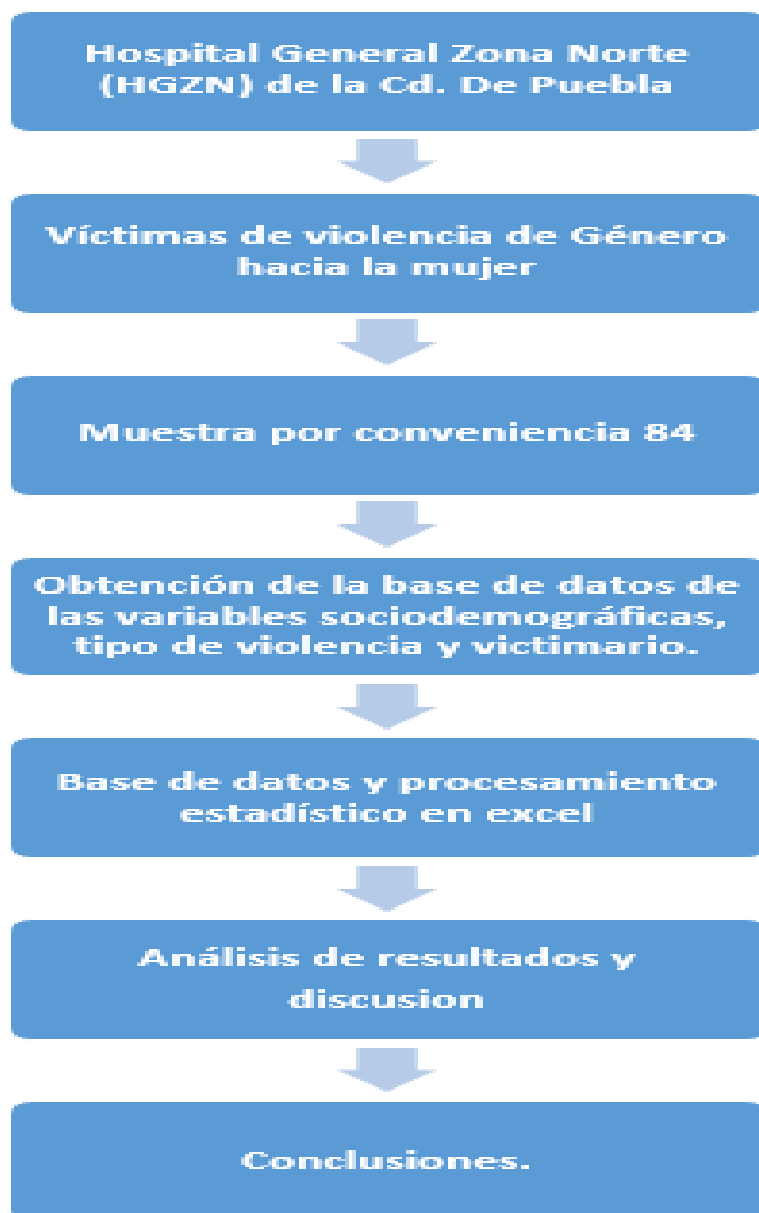 Hospital General Zona Norte
(HGZN) de la Cd. De Puebla
Víctimas de violencia de Género
hacia la mujer
Muestra por conveniencia 84
Obtención de la base de datos de
las variables sociodemográficas,
tipo de violencia y victimario.
Base de datos y procesamiento
estadístico en excel
Análisis de resultados y
discusion
Conclusiones.